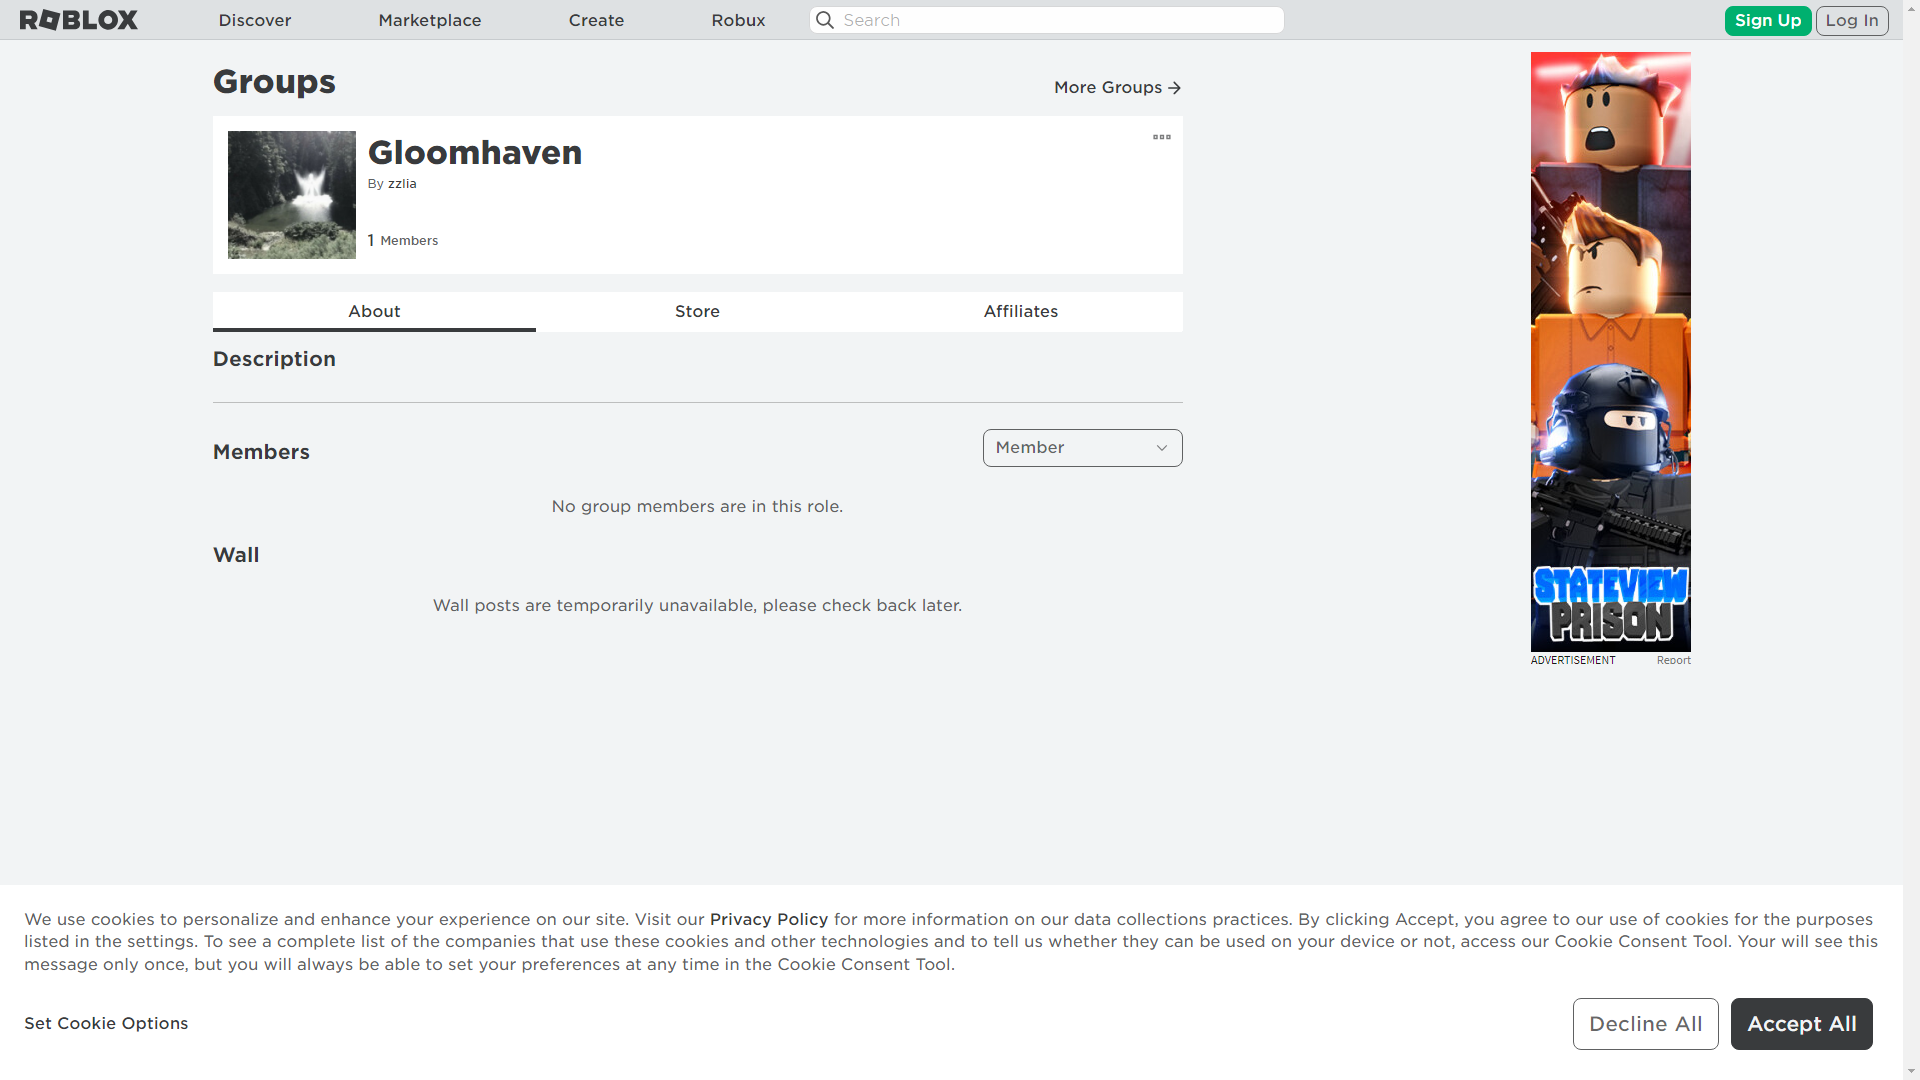 ROBLOX Discover Marketplace Create Robux Search Sign Up Log In
Groups
More Groups
Gloomhaven
By zzlia
1 Members
About Store Affiliates
Description
Members
Member
No group members are in this role.
Wall
Wall posts are temporarily unavailable, please check back later.
STATEVIEW
PRISON
ADVERTISEMENT Report
We use cookies to personalize and enhance your experience on our site. Visit our Privacy Policy for more information on our data collections practices. By clicking Accept, you agree to our use of cookies for the purposes
listed in the settings. To see a complete list of the companies that use these cookies and other technologies and to tell us whether they can be used on your device or not, access our Cookie Consent Tool. Your will see this
message only once, but you will always be able to set your preferences at any time in the Cookie Consent Tool.
Set Cookie Options
Decline All
Accept All